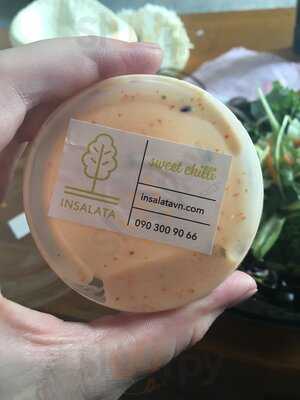 INSALATA
sweet chilli
insalatavn.com
090 300 90 66